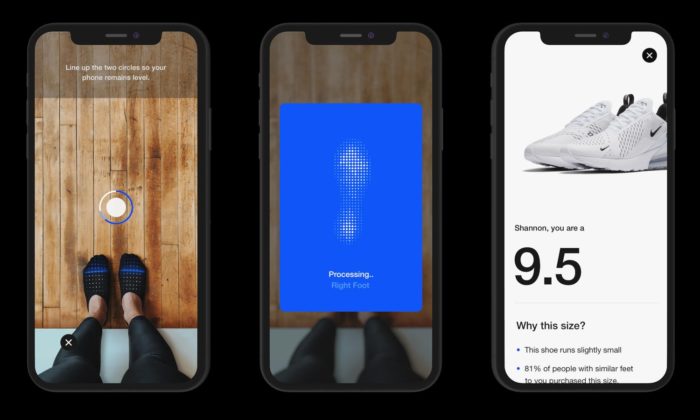 Line up the two circles so your
phone remains level.
Processing..
Right Foot
Shannon, you are a
9.5
Why this size?
This shoe runs slightly small
81% of people with similar feet
to you purchased this size.